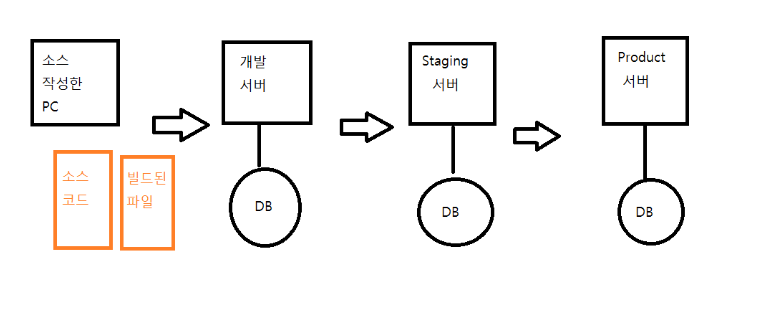 소스
작성한
PC
개발
서버
Staging
서버
Product
서버
소스
코드
빌드된
파일
DB
DB
DB